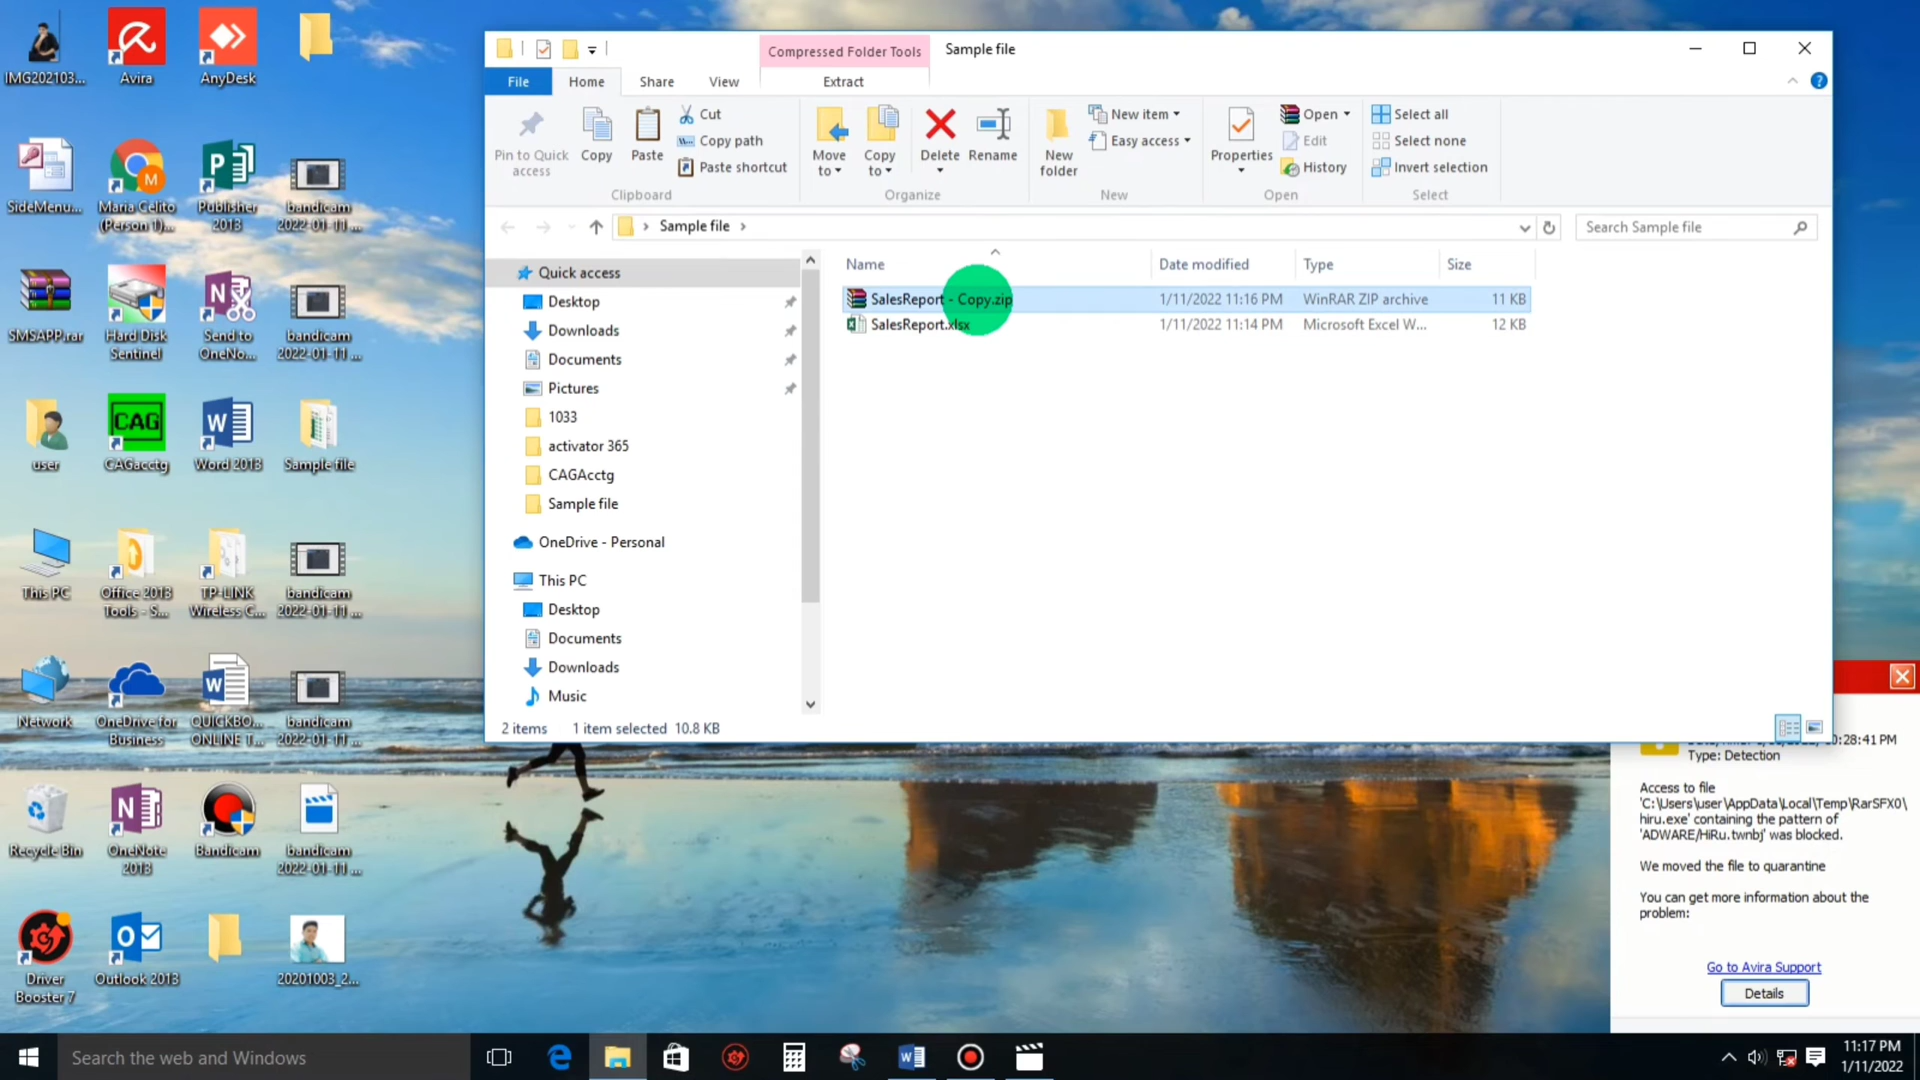 IMG202103...
Avira
AnyDesk
SideMenu...
Maria Celito
(Person 1)...
Publisher
2013
bandicam
2022-01-11 ...
SMSAPP.rar
Hard Disk
Sentinel
Send to
OneNo...
bandicam
2022-01-11 ...
user
CAG
CAGacctg
Word 2013
Sample file
This PC
Office 2013
Tools - S...
TP-LINK
Wireless C...
bandicam
2022-01-11 ...
Network
OneDrive for
Business
QUICKBO...
ONLINE T...
bandicam
2022-01-11 ...
Recycle Bin
OneNote
2013
Bandicam
bandicam
2022-01-11 ...
Driver
Booster 7
Outlook 2013
20201003_2...
Compressed Folder Tools
Sample file
File
Home
Share
View
Extract
Pin to Quick
access
Copy
Paste
Cut
Copy path
Paste shortcut
Clipboard
Move
to
Copy
to
Delete
Rename
Organize
New
folder
New item
Easy access
New
Properties
Open
Edit
History
Open
Select all
Select none
Invert selection
Select
Sample file
Search Sample file
Quick access
Desktop
Downloads
Documents
Pictures
1033
activator 365
CAGAcctg
Sample file
OneDrive - Personal
This PC
Desktop
Documents
Downloads
Music
Name Date modified Type Size
SalesReport - Copy.zip 1/11/2022 11:16 PM WinRAR ZIP archive 11 KB
SalesReport.xlsx 1/11/2022 11:14 PM Microsoft Excel W... 12 KB
2 items 1 item selected 10.8 KB
:28:41 PM
Type: Detection
Access to file
'C:\Users\user\AppData\Local\Temp\RarSFX0\
hiru.exe' containing the pattern of
'ADWARE/HiRu.twnbj' was blocked.
We moved the file to quarantine
You can get more information about the
problem:
Go to Avira Support
Details
Search the web and Windows
11:17 PM
1/11/2022